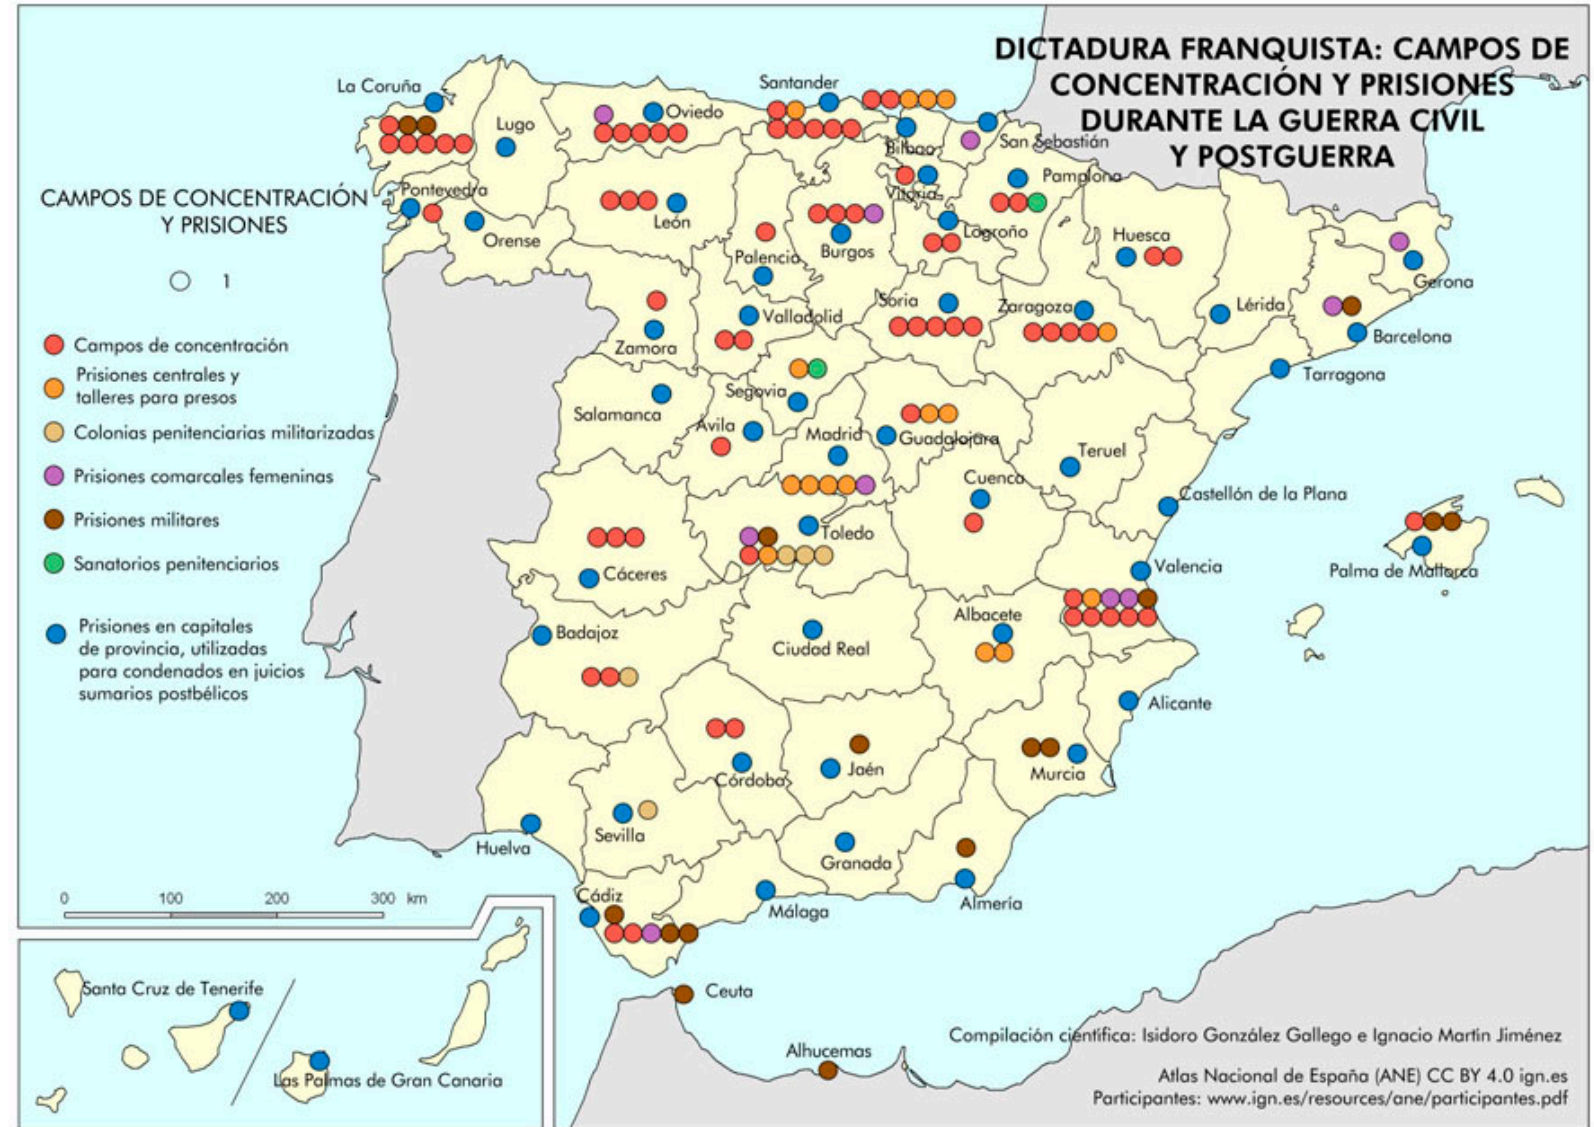 DICTADURA FRANQUISTA: CAMPOS DE
CONCENTRACIÓN Y PRISIONES
DURANTE LA GUERRA CIVIL
Y POSTGUERRA
CAMPOS DE CONCENTRACIÓN
Y PRISIONES
1
Campos de concentración
Prisiones centrales y
talleres para presos
Colonias penitenciarias militarizadas
Prisiones comarcales femeninas
Prisiones militares
Sanatorios penitenciarios
Prisiones en capitales
de provincia, utilizadas
para condenados en juicios
sumarios postbélicos
La Coruña
Lugo
Oviedo
Santander
Bilbao
San Sebastián
Pontevedra
Orense
León
Palencia
Burgos
Vitoria
Pamplona
Logroño
Huesca
Gerona
Zamora
Valladolid
Soria
Zaragoza
Lérida
Barcelona
Tarragona
Salamanca
Segovia
Ávila
Madrid
Guadalajara
Teruel
Cuenca
Castellón de la Plana
Cáceres
Toledo
Valencia
Palma de Mallorca
Badajoz
Ciudad Real
Albacete
Alicante
Córdoba
Jaén
Murcia
Huelva
Sevilla
Granada
Almería
Cádiz
Málaga
Ceuta
Alhucemas
0 100 200 300 km
Santa Cruz de Tenerife
Las Palmas de Gran Canaria
Compilación científica: Isidoro González Gallego e Ignacio Martín Jiménez
Atlas Nacional de España (ANE) CC BY 4.0 ign.es
Participantes: www.ign.es/resources/ane/participantes.pdf